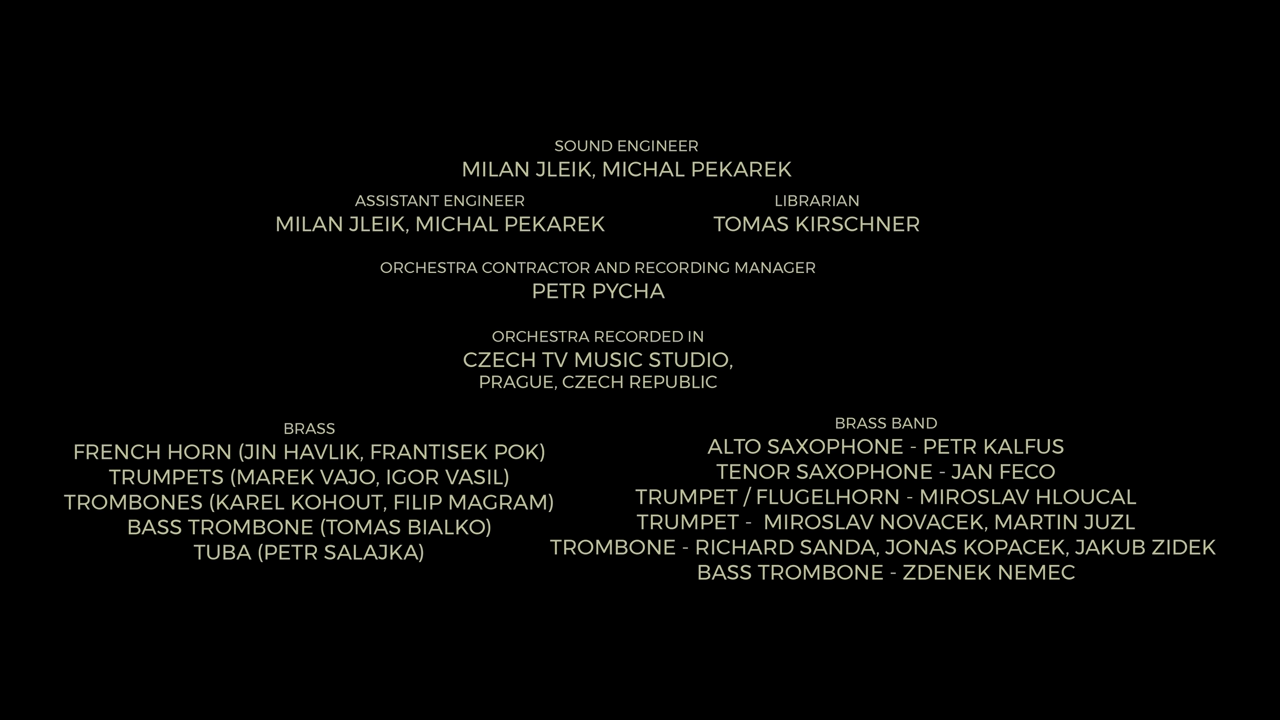 SOUND ENGINEER
MILAN JLEIK, MICHAL PEKAREK
ASSISTANT ENGINEER
MILAN JLEIK, MICHAL PEKAREK
LIBRARIAN
TOMAS KIRSCHNER
ORCHESTRA CONTRACTOR AND RECORDING MANAGER
PETR PYCHA
ORCHESTRA RECORDED IN
CZECH TV MUSIC STUDIO,
PRAGUE, CZECH REPUBLIC
BRASS
FRENCH HORN (JIN HAVLIK, FRANTISEK POK)
TRUMPETS (MAREK VAJO, IGOR VASIL)
TROMBONES (KAREL KOHOUT, FILIP MAGRAM)
BASS TROMBONE (TOMAS BIALKO)
TUBA (PETR SALAJKA)
BRASS BAND
ALTO SAXOPHONE - PETR KALFUS
TENOR SAXOPHONE - JAN FECO
TRUMPET / FLUGELHORN - MIROSLAV HLOUCAL
TRUMPET -  MIROSLAV NOVACEK, MARTIN JUZL
TROMBONE - RICHARD SANDA, JONAS KOPACEK, JAKUB ZIDEK
BASS TROMBONE - ZDENEK NEMEC